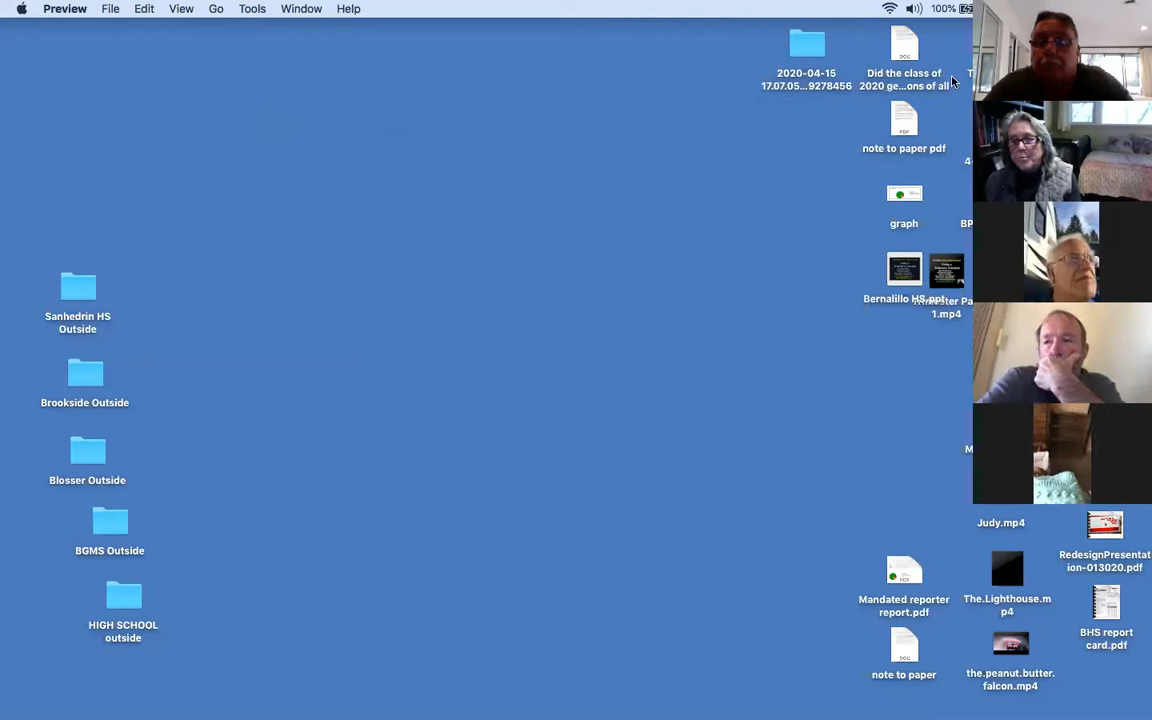 Preview File Edit View Go Tools Window Help 100%
2020-04-15
17.07.05...9278456
Did the class of
2020 ge...ons of all
note to paper pdf
graph
Bernalillo HS.ppt
1.mp4
Sanhedrin HS
Outside
Brookside Outside
Blosser Outside
BGMS Outside
HIGH SCHOOL
outside
Judy.mp4
RedesignPresentat
ion-013020.pdf
Mandated reporter
report.pdf
The.Lighthouse.m
p4
BHS report
card.pdf
note to paper
the.peanut.butter.
falcon.mp4